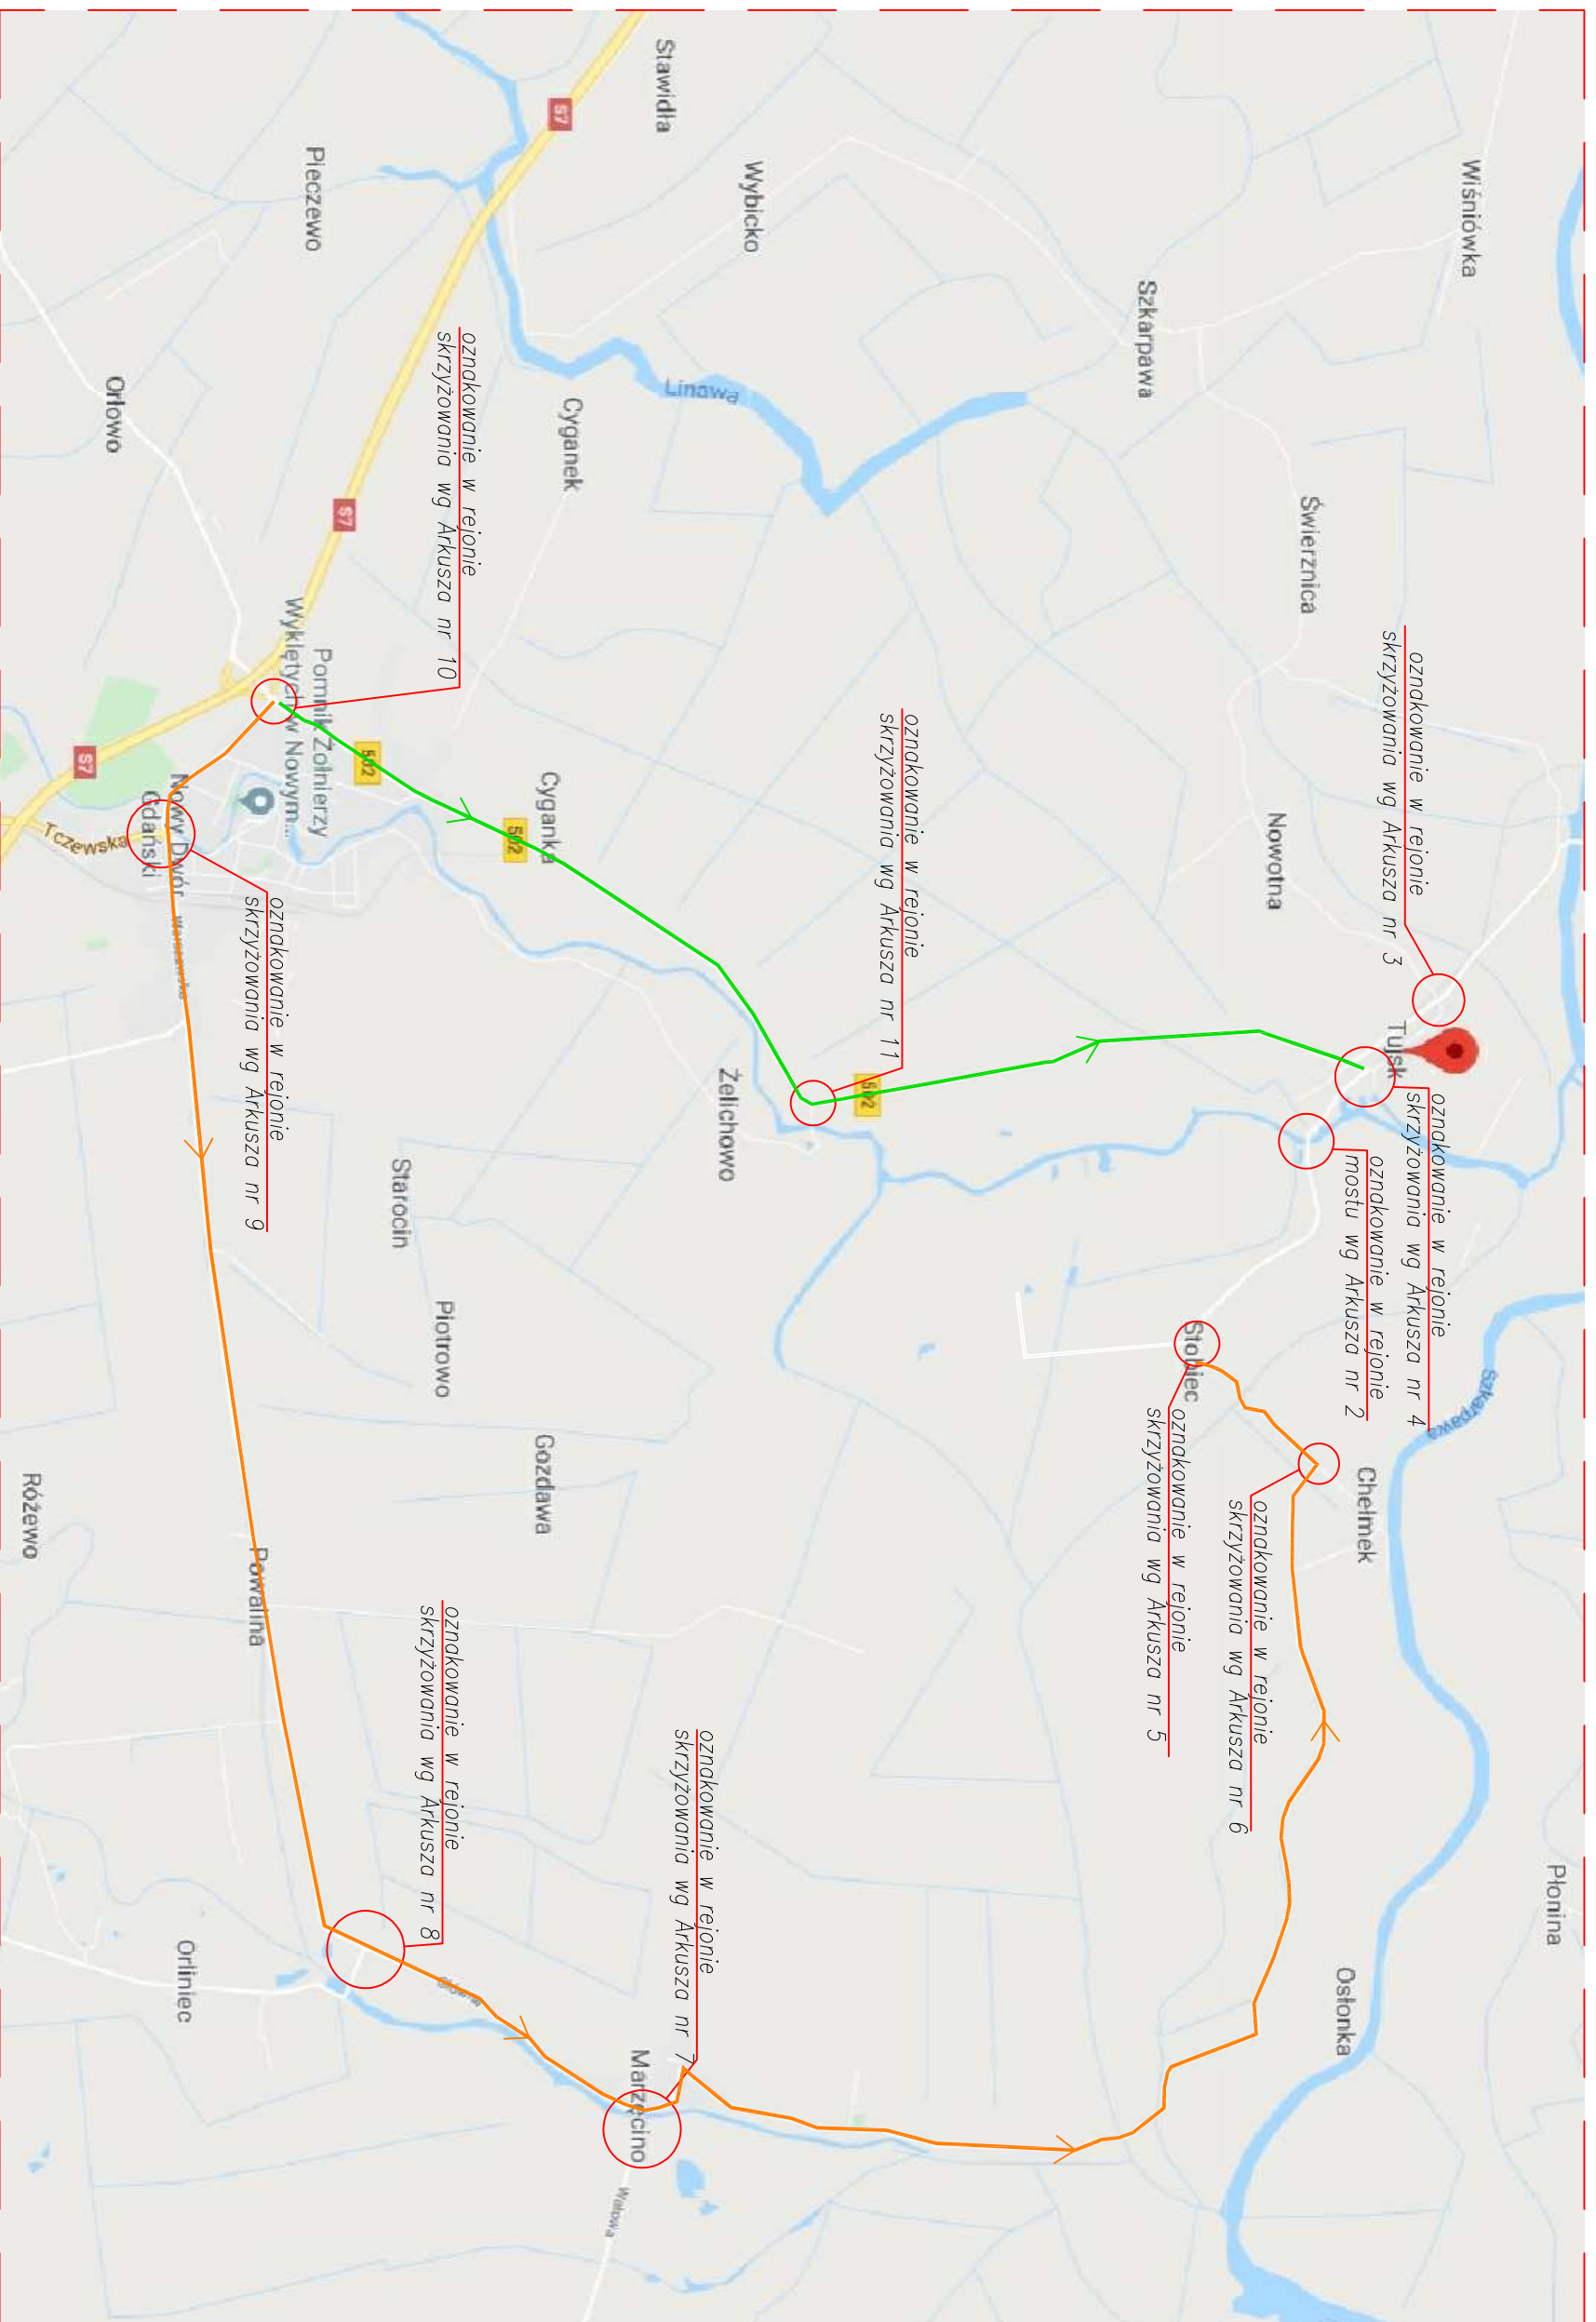 Wiśniówka
Stawidła
S7
Pieczewo
Wybicko
Szkarpawa
Świerznica
Orłowo
Linawa
Cyganek
S7
oznakowanie w rejonie
skrzyżowania wg Arkusza nr 10
oznakowanie w rejonie
skrzyżowania wg Arkusza nr 3
Pomnik Żołnierzy
Wyklętych w Nowym...
502
S7
Nowy Dwór
Gdański
Tczewska
Cyganka
502
oznakowanie w rejonie
skrzyżowania wg Arkusza nr 11
Nowotna
Tujsk
oznakowanie w rejonie
skrzyżowania wg Arkusza nr 4
oznakowanie w rejonie
mostu wg Arkusza nr 2
502
Żelichowo
Warszawska
oznakowanie w rejonie
skrzyżowania wg Arkusza nr 9
Starocin
Piotrowo
Stobiec
Szkarpawa
Chełmek
oznakowanie w rejonie
skrzyżowania wg Arkusza nr 5
oznakowanie w rejonie
skrzyżowania wg Arkusza nr 6
Gozdawa
Różewo
Powalina
oznakowanie w rejonie
skrzyżowania wg Arkusza nr 8
oznakowanie w rejonie
skrzyżowania wg Arkusza nr 7
Płonina
Osłonka
Orliniec
Główna
Marzęcino
Wałowa